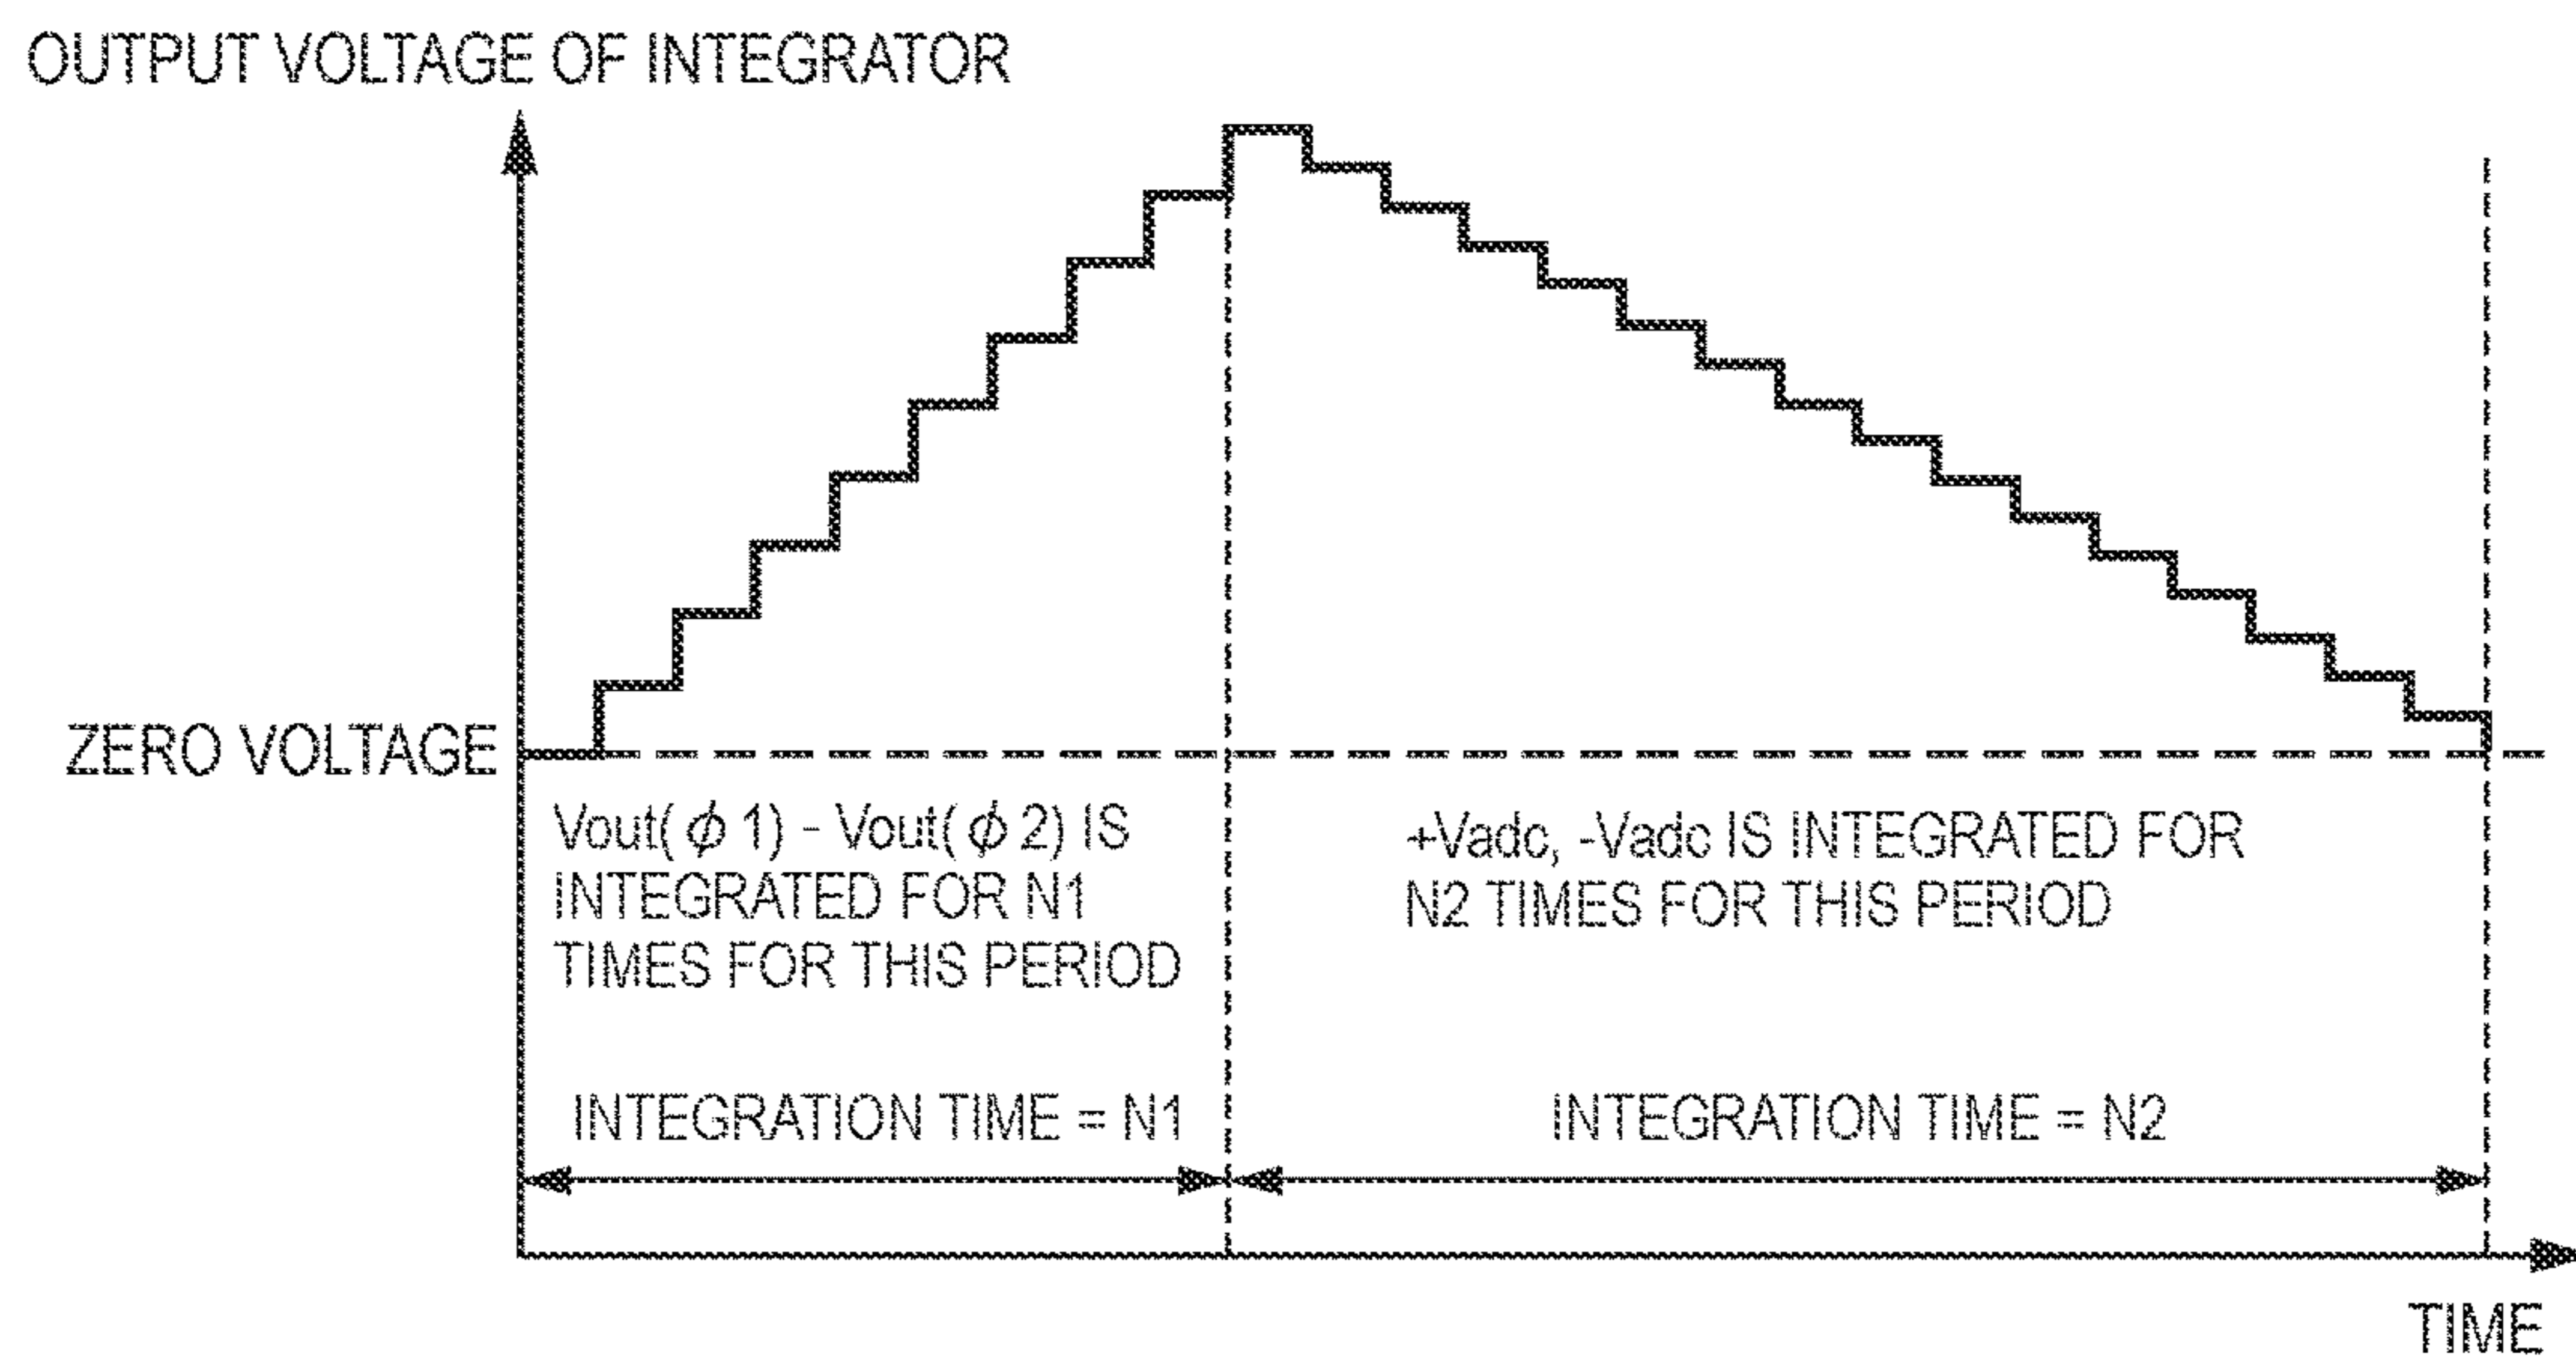 OUTPUT VOLTAGE OF INTEGRATOR
ZERO VOLTAGE
Vout(ϕ1) - Vout(ϕ2) IS
INTEGRATED FOR N1
TIMES FOR THIS PERIOD
+Vadc, -Vadc IS INTEGRATED FOR
N2 TIMES FOR THIS PERIOD
INTEGRATION TIME = N1
INTEGRATION TIME = N2
TIME